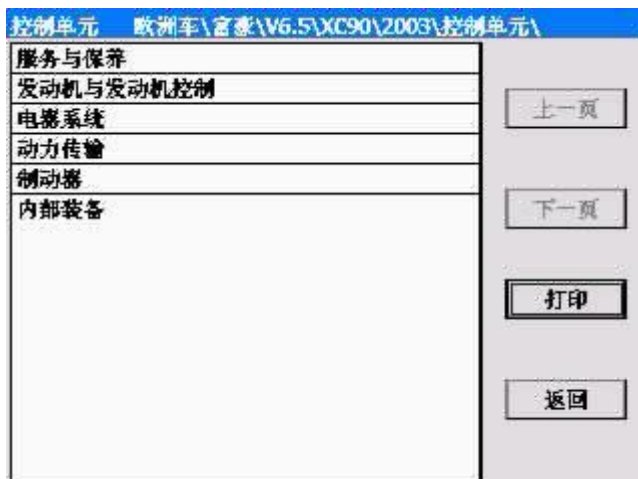 控制单元 欧洲车\富豪\V6.5\XC90\2003\控制单元\
服务与保养
发动机与发动机控制
电器系统
动力传输
制动器
内部装备
上一页
下一页
打印
返回